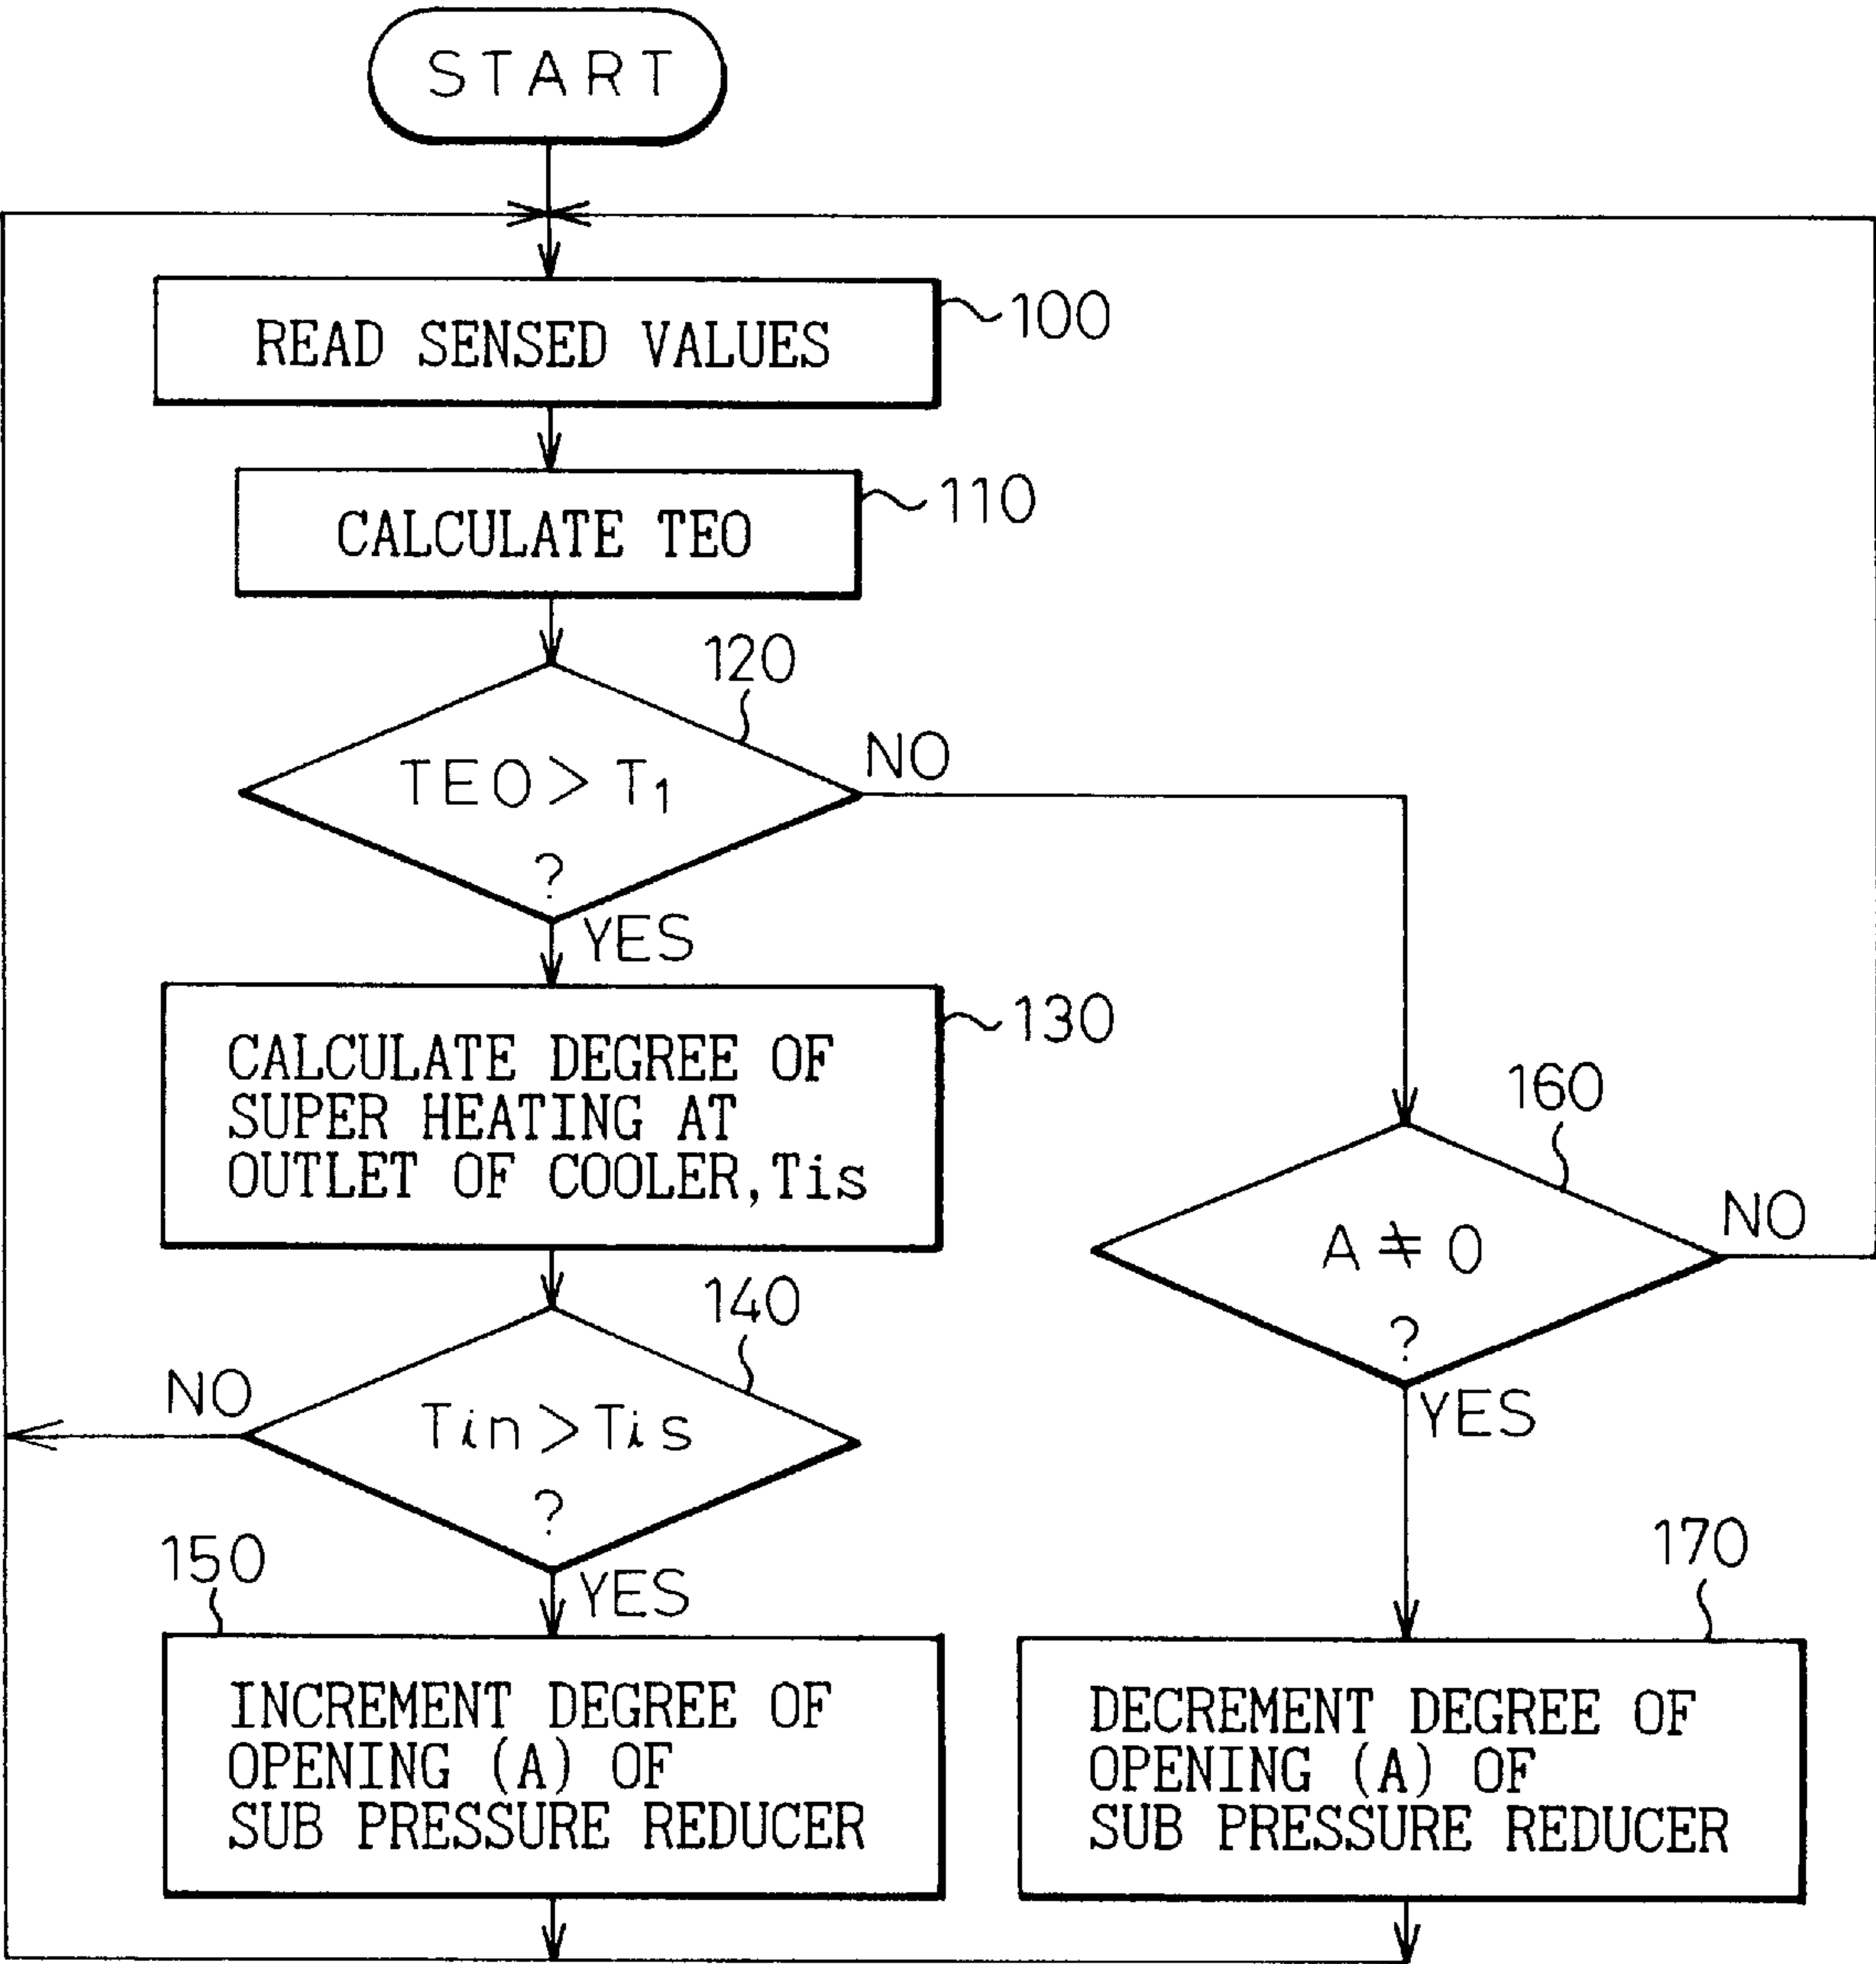 START
READ SENSED VALUES
100
CALCULATE TEO
110
120
TEO > T1
?
NO
YES
CALCULATE DEGREE OF
SUPER HEATING AT
OUTLET OF COOLER, Tis
130
140
Tin > Tis
?
NO
YES
150
INCREMENT DEGREE OF
OPENING (A) OF
SUB PRESSURE REDUCER
160
A ≠ 0
?
NO
YES
170
DECREMENT DEGREE OF
OPENING (A) OF
SUB PRESSURE REDUCER